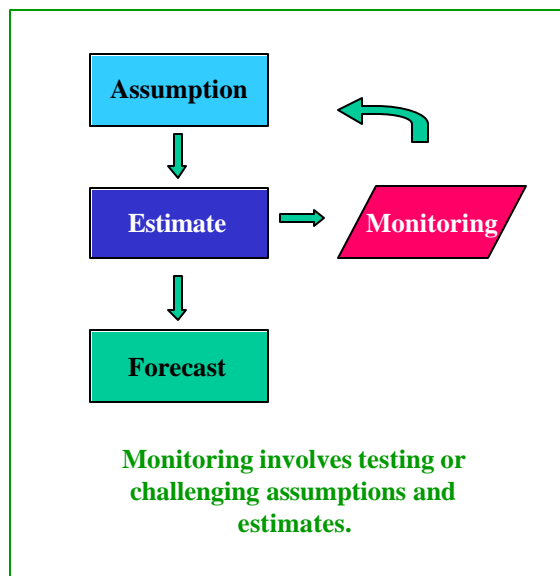 Assumption
Estimate
Monitoring
Forecast
Monitoring involves testing or
challenging assumptions and
estimates.